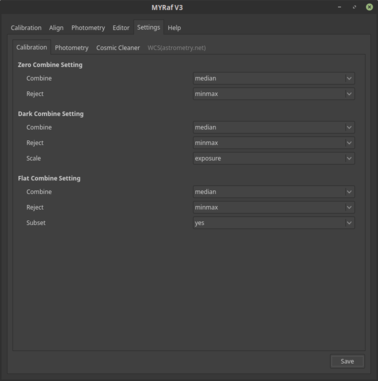 MYRaf V3
Calibration Align Photometry Editor Settings Help
Calibration Photometry Cosmic Cleaner WCS(astrometry.net)
Zero Combine Setting
Combine median
Reject minmax
Dark Combine Setting
Combine median
Reject minmax
Scale exposure
Flat Combine Setting
Combine median
Reject minmax
Subset yes
Save